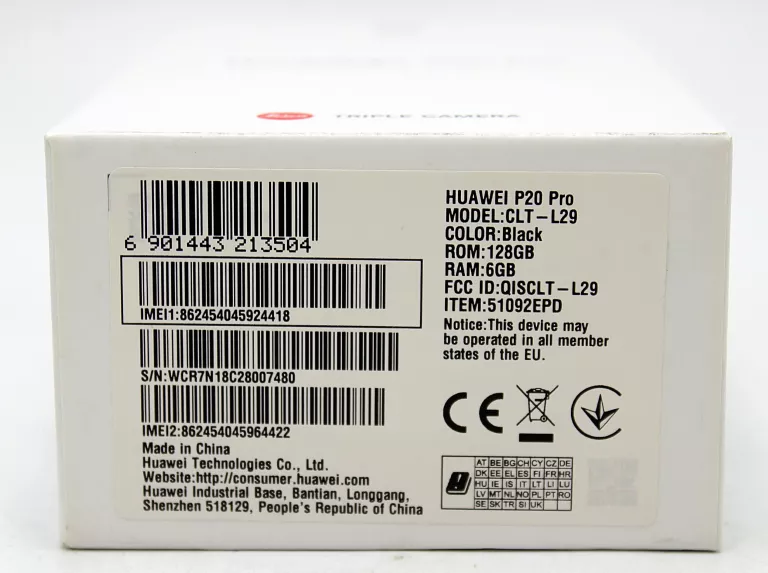 TRIPLE CAMERA
6 901443 213504
IMEI1:862454045924418
S/N:WCR7N18C28007480
IMEI2:862454045964422
Made in China
Huawei Technologies Co., Ltd.
Website:http://consumer.huawei.com
Huawei Industrial Base, Bantian, Longgang,
Shenzhen 518129, People's Republic of China
HUAWEI P20 Pro
MODEL:CLT-L29
COLOR:Black
ROM:128GB
RAM:6GB
FCC ID:QISCLT-L29
ITEM:51092EPD
Notice:This device may
be operated in all member
states of the EU.
CE
AT BE BG CH CY CZ DE
DK EE EL ES FI FR HR
HU IE IS IT LT LI LU
LV MT NL NO PL PT RO
SE SK TR SI UK